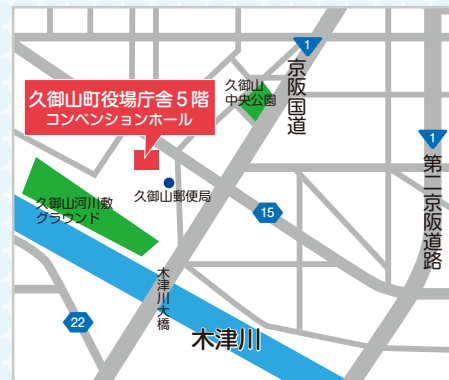 1
京阪国道
久御山
中央公園
久御山町役場庁舎5階
コンベンションホール
1
第二京阪道路
久御山郵便局
久御山河川敷
グラウンド
15
木津川大橋
22
木津川